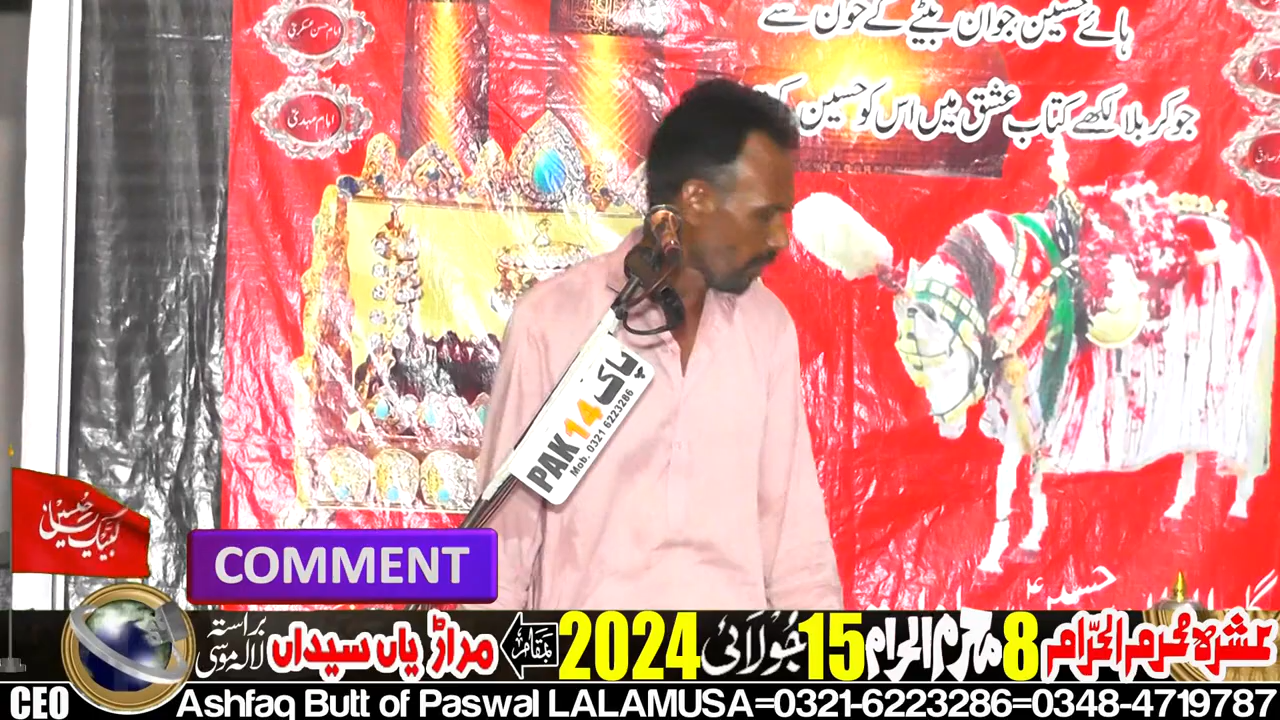 امام حسن عسکریؑ
امام مہدیؑ
ہائے حسین جوان بیٹے کے خون سے
جو کربلا لکھے کتاب عشق میں اس کو حسین
پاک
PAK 14
Mob. 0321 6223286
لبیک یا حسین
COMMENT
حسین
عشرہ محرم الحرام 8 محرم الحرام 15 جولائی 2024 بمقام مراڑیاں سیداں براستہ لالہ موسیٰ
CEO Ashfaq Butt of Paswal LALAMUSA=0321-6223286=0348-4719787